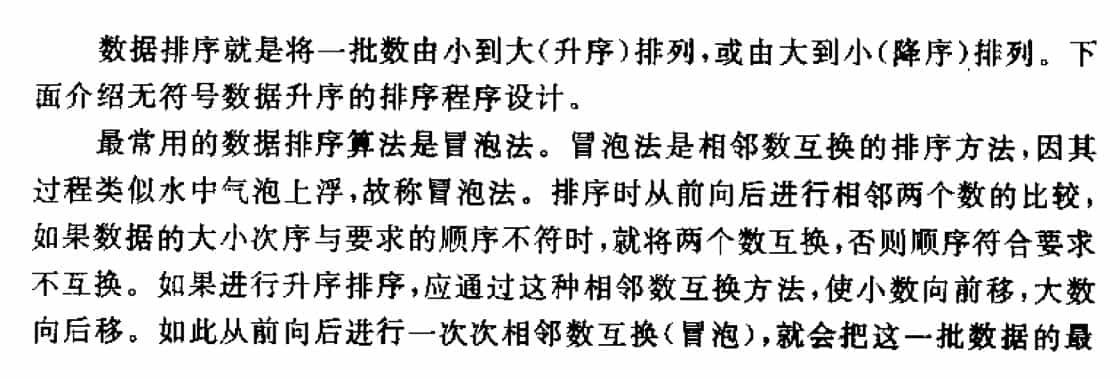 数据排序就是将一批数由小到大(升序)排列,或由大到小(降序)排列。下
面介绍无符号数据升序的排序程序设计。
最常用的数据排序算法是冒泡法。冒泡法是相邻数互换的排序方法,因其
过程类似水中气泡上浮,故称冒泡法。排序时从前向后进行相邻两个数的比较,
如果数据的大小次序与要求的顺序不符时,就将两个数互换,否则顺序符合要求
不互换。如果进行升序排序,应通过这种相邻数互换方法,使小数向前移,大数
向后移。如此从前向后进行一次次相邻数互换(冒泡),就会把这一批数据的最